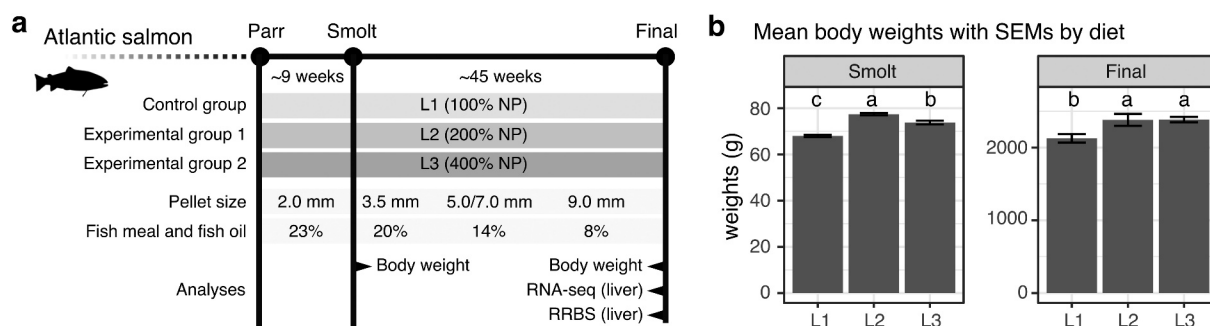 a
Atlantic salmon
Parr
Smolt
Final
~9 weeks
~45 weeks
Control group
L1 (100% NP)
Experimental group 1
L2 (200% NP)
Experimental group 2
L3 (400% NP)
Pellet size
2.0 mm
3.5 mm
5.0/7.0 mm
9.0 mm
Fish meal and fish oil
23%
20%
14%
8%
Analyses
Body weight
Body weight
RNA-seq (liver)
RRBS (liver)
b
Mean body weights with SEMs by diet
Smolt
Final
c
a
b
b
a
a
weights (g)
80
60
40
20
0
2000
1000
0
L1
L2
L3
L1
L2
L3